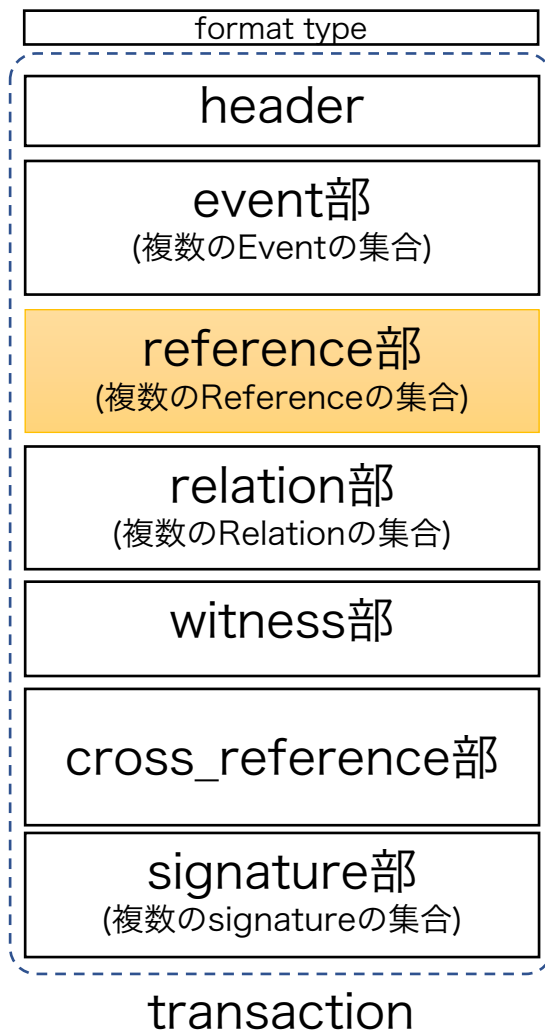 format type
header
event部
(複数のEventの集合)
reference部
(複数のReferenceの集合)
relation部
(複数のRelationの集合)
witness部
cross_reference部
signature部
(複数のsignatureの集合)
transaction